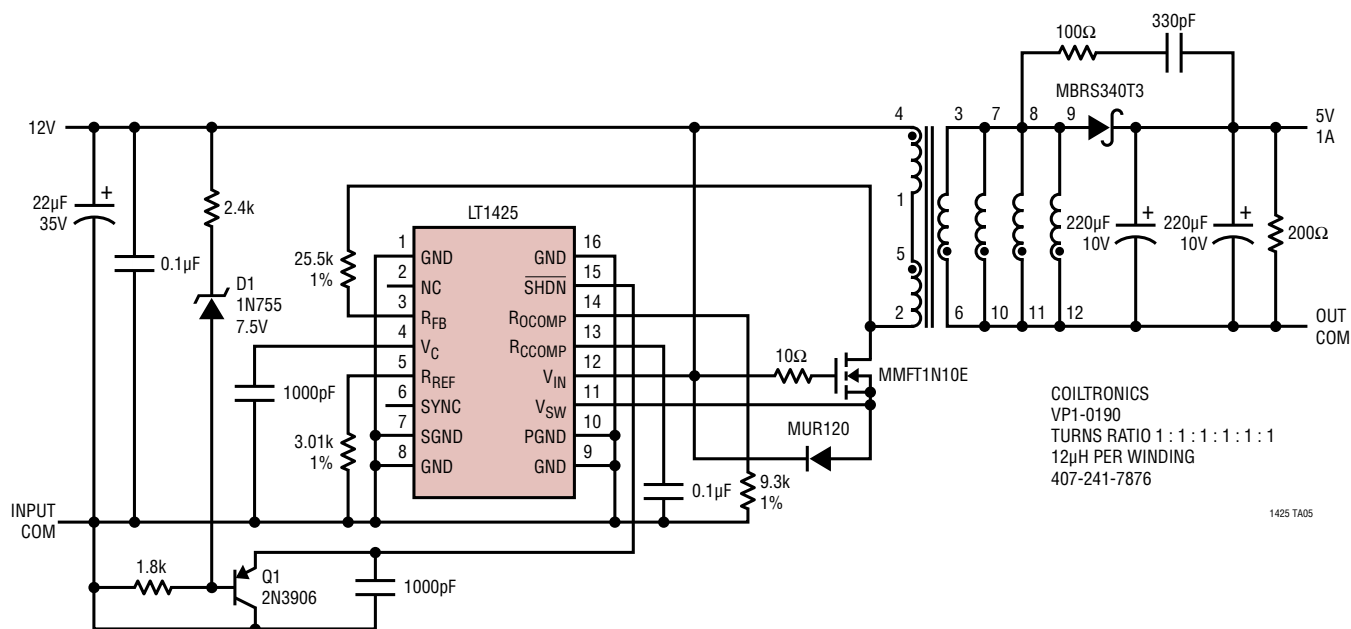 100Ω
330pF
MBRS340T3
12V
4
3
7
8
9
5V
1A
22µF
35V
+
0.1µF
2.4k
D1
1N755
7.5V
25.5k
1%
LT1425
1
GND
2
NC
3
RFB
4
VC
5
RREF
6
SYNC
7
SGND
8
GND
16
GND
15
SHDN
14
ROCOMP
13
RCCOMP
12
VIN
11
VSW
10
PGND
9
GND
1
5
2
6
10
11
12
220µF
10V
+
220µF
10V
+
200Ω
OUT
COM
1000pF
3.01k
1%
10Ω
MMFT1N10E
MUR120
0.1µF
9.3k
1%
COILTRONICS
VP1-0190
TURNS RATIO 1 : 1 : 1 : 1 : 1 : 1
12µH PER WINDING
407-241-7876
INPUT
COM
1.8k
Q1
2N3906
1000pF
1425 TA05